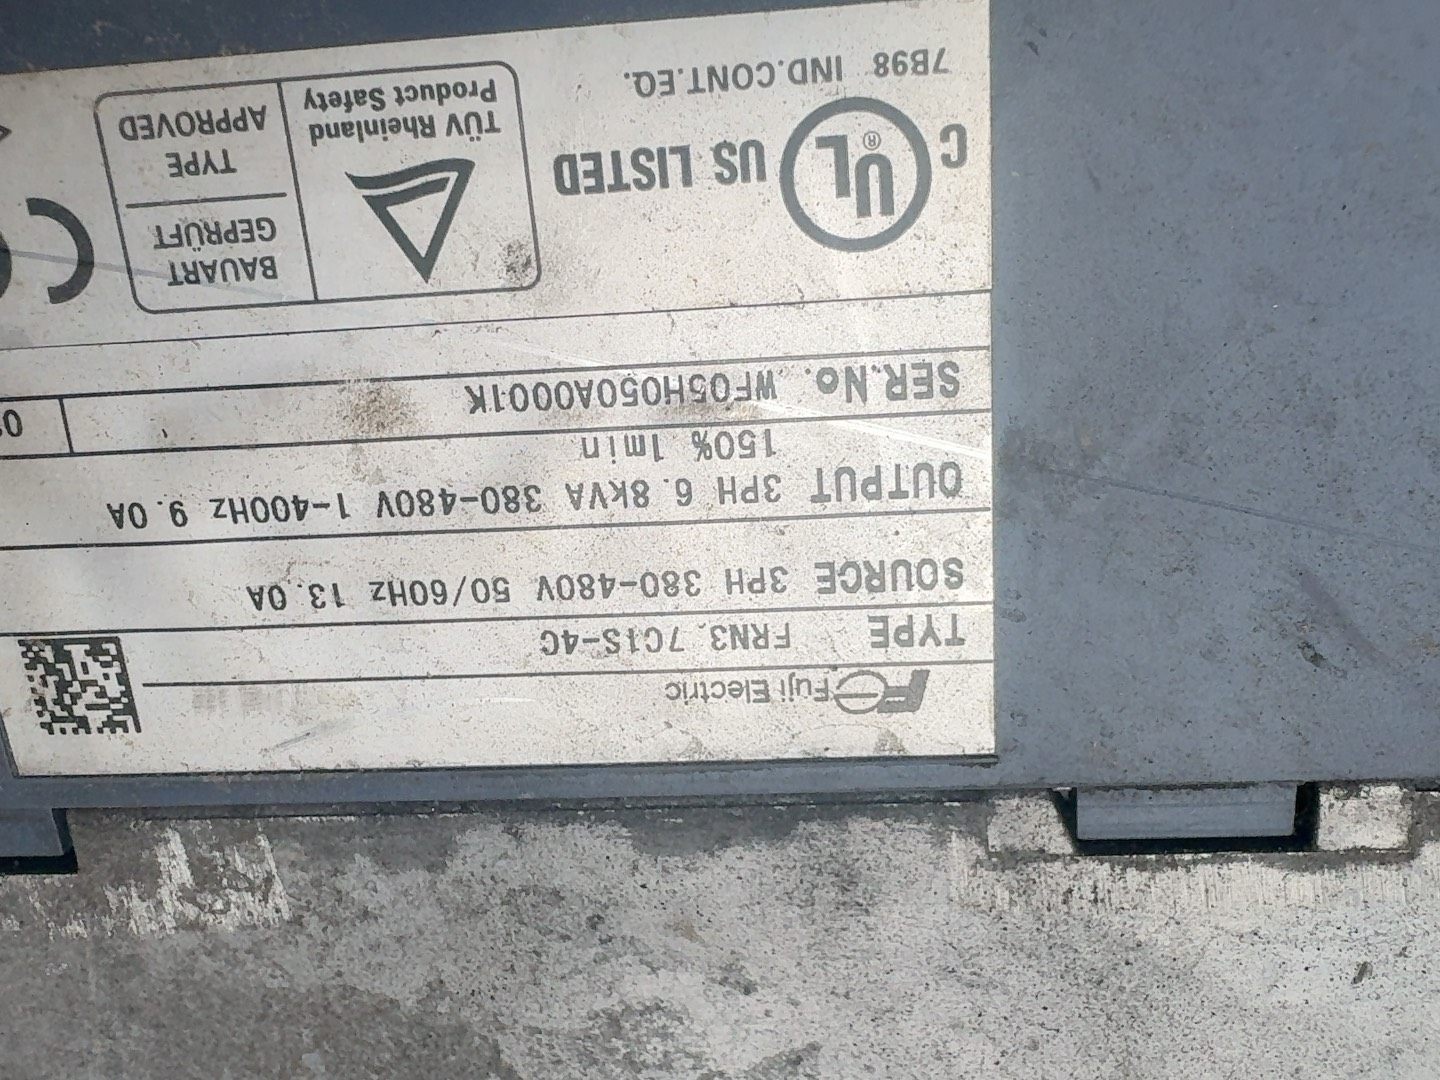 Fuji Electric
TYPE FRN3.7C1S-4C
SOURCE 3PH 380-480V 50/60Hz 13.0A
OUTPUT 3PH 6.8kVA 380-480V 1-400Hz 9.0A
150% 1min
SER.No. WF05H050A0001K
C UL® US LISTED
7B98 IND.CONT.EQ.
TÜV Rheinland
Product Safety
BAUART
GEPRÜFT
TYPE
APPROVED
CE